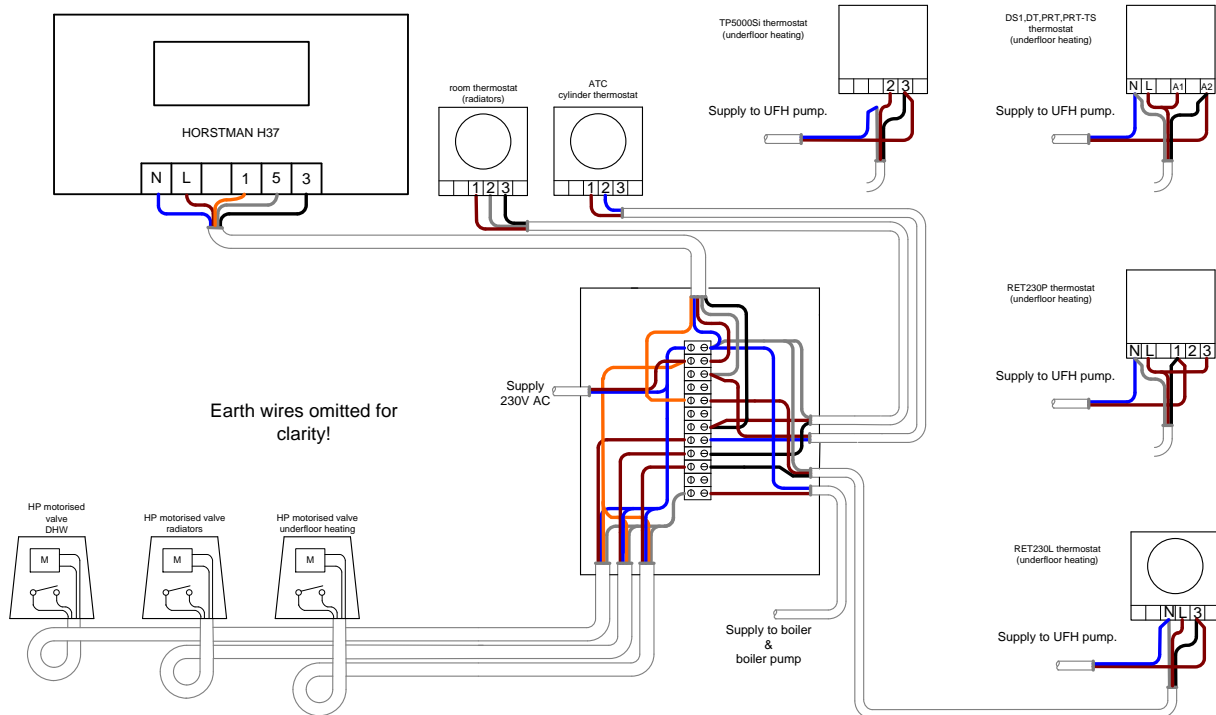 HORSTMAN H37
N L 1 5 3
room thermostat
(radiators)
1 2 3
ATC
cylinder thermostat
1 2 3
TP5000Si thermostat
(underfloor heating)
2 3
Supply to UFH pump.
DS1,DT,PRT,PRT-TS
thermostat
(underfloor heating)
N L A1 A2
Supply to UFH pump.
RET230P thermostat
(underfloor heating)
N L 1 2 3
Supply to UFH pump.
Supply
230V AC
Earth wires omitted for
clarity!
HP motorised
valve
DHW
M
HP motorised valve
radiators
M
HP motorised valve
underfloor heating
M
Supply to boiler
&
boiler pump
RET230L thermostat
(underfloor heating)
N L 3
Supply to UFH pump.